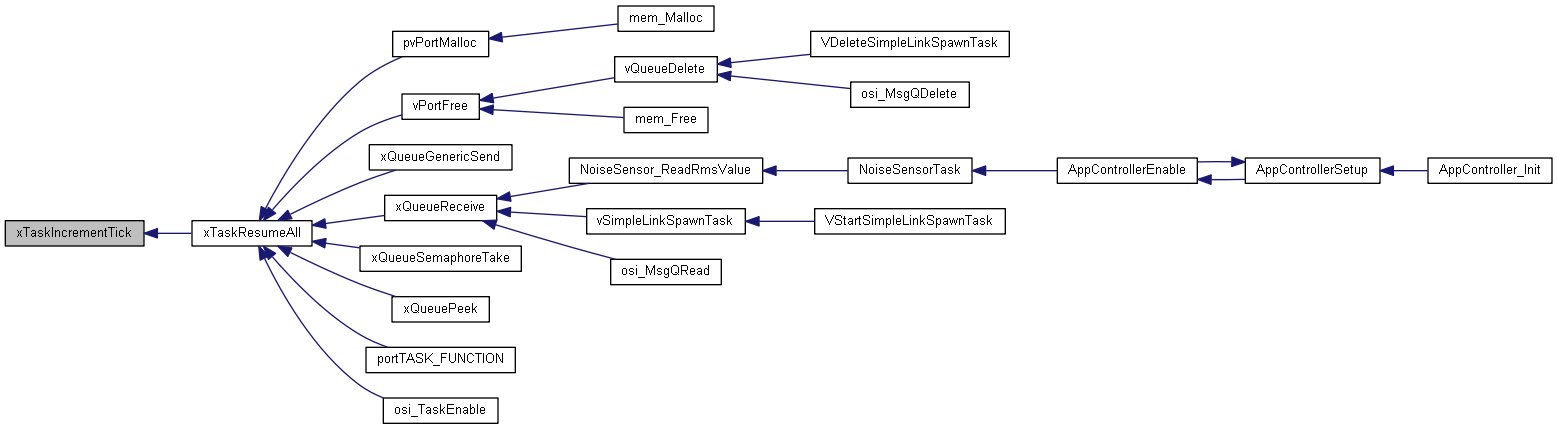 mem_Malloc
pvPortMalloc
VDeleteSimpleLinkSpawnTask
vQueueDelete
osi_MsgQDelete
vPortFree
mem_Free
xQueueGenericSend
NoiseSensor_ReadRmsValue
NoiseSensorTask
AppControllerEnable
AppControllerSetup
AppController_Init
xQueueReceive
vSimpleLinkSpawnTask
VStartSimpleLinkSpawnTask
xTaskIncrementTick
xTaskResumeAll
xQueueSemaphoreTake
osi_MsgQRead
xQueuePeek
portTASK_FUNCTION
osi_TaskEnable